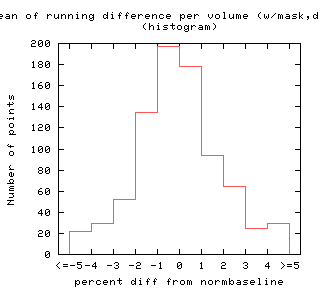 ean of running difference per volume (w/mask,d
(histogram)
200
180
160
140
120
100
80
60
40
20
0
Number of points
<=-5 -4 -3 -2 -1 0 1 2 3 4 >=5
percent diff from normbaseline